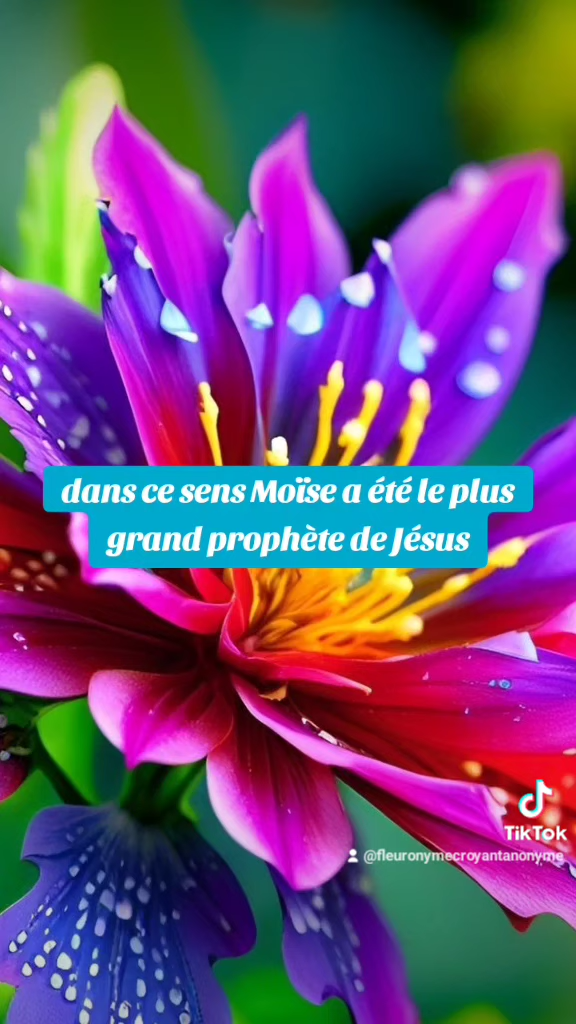 dans ce sens Moïse a été le plus
grand prophète de Jésus
TikTok
@fleuronymecroyantanonyme